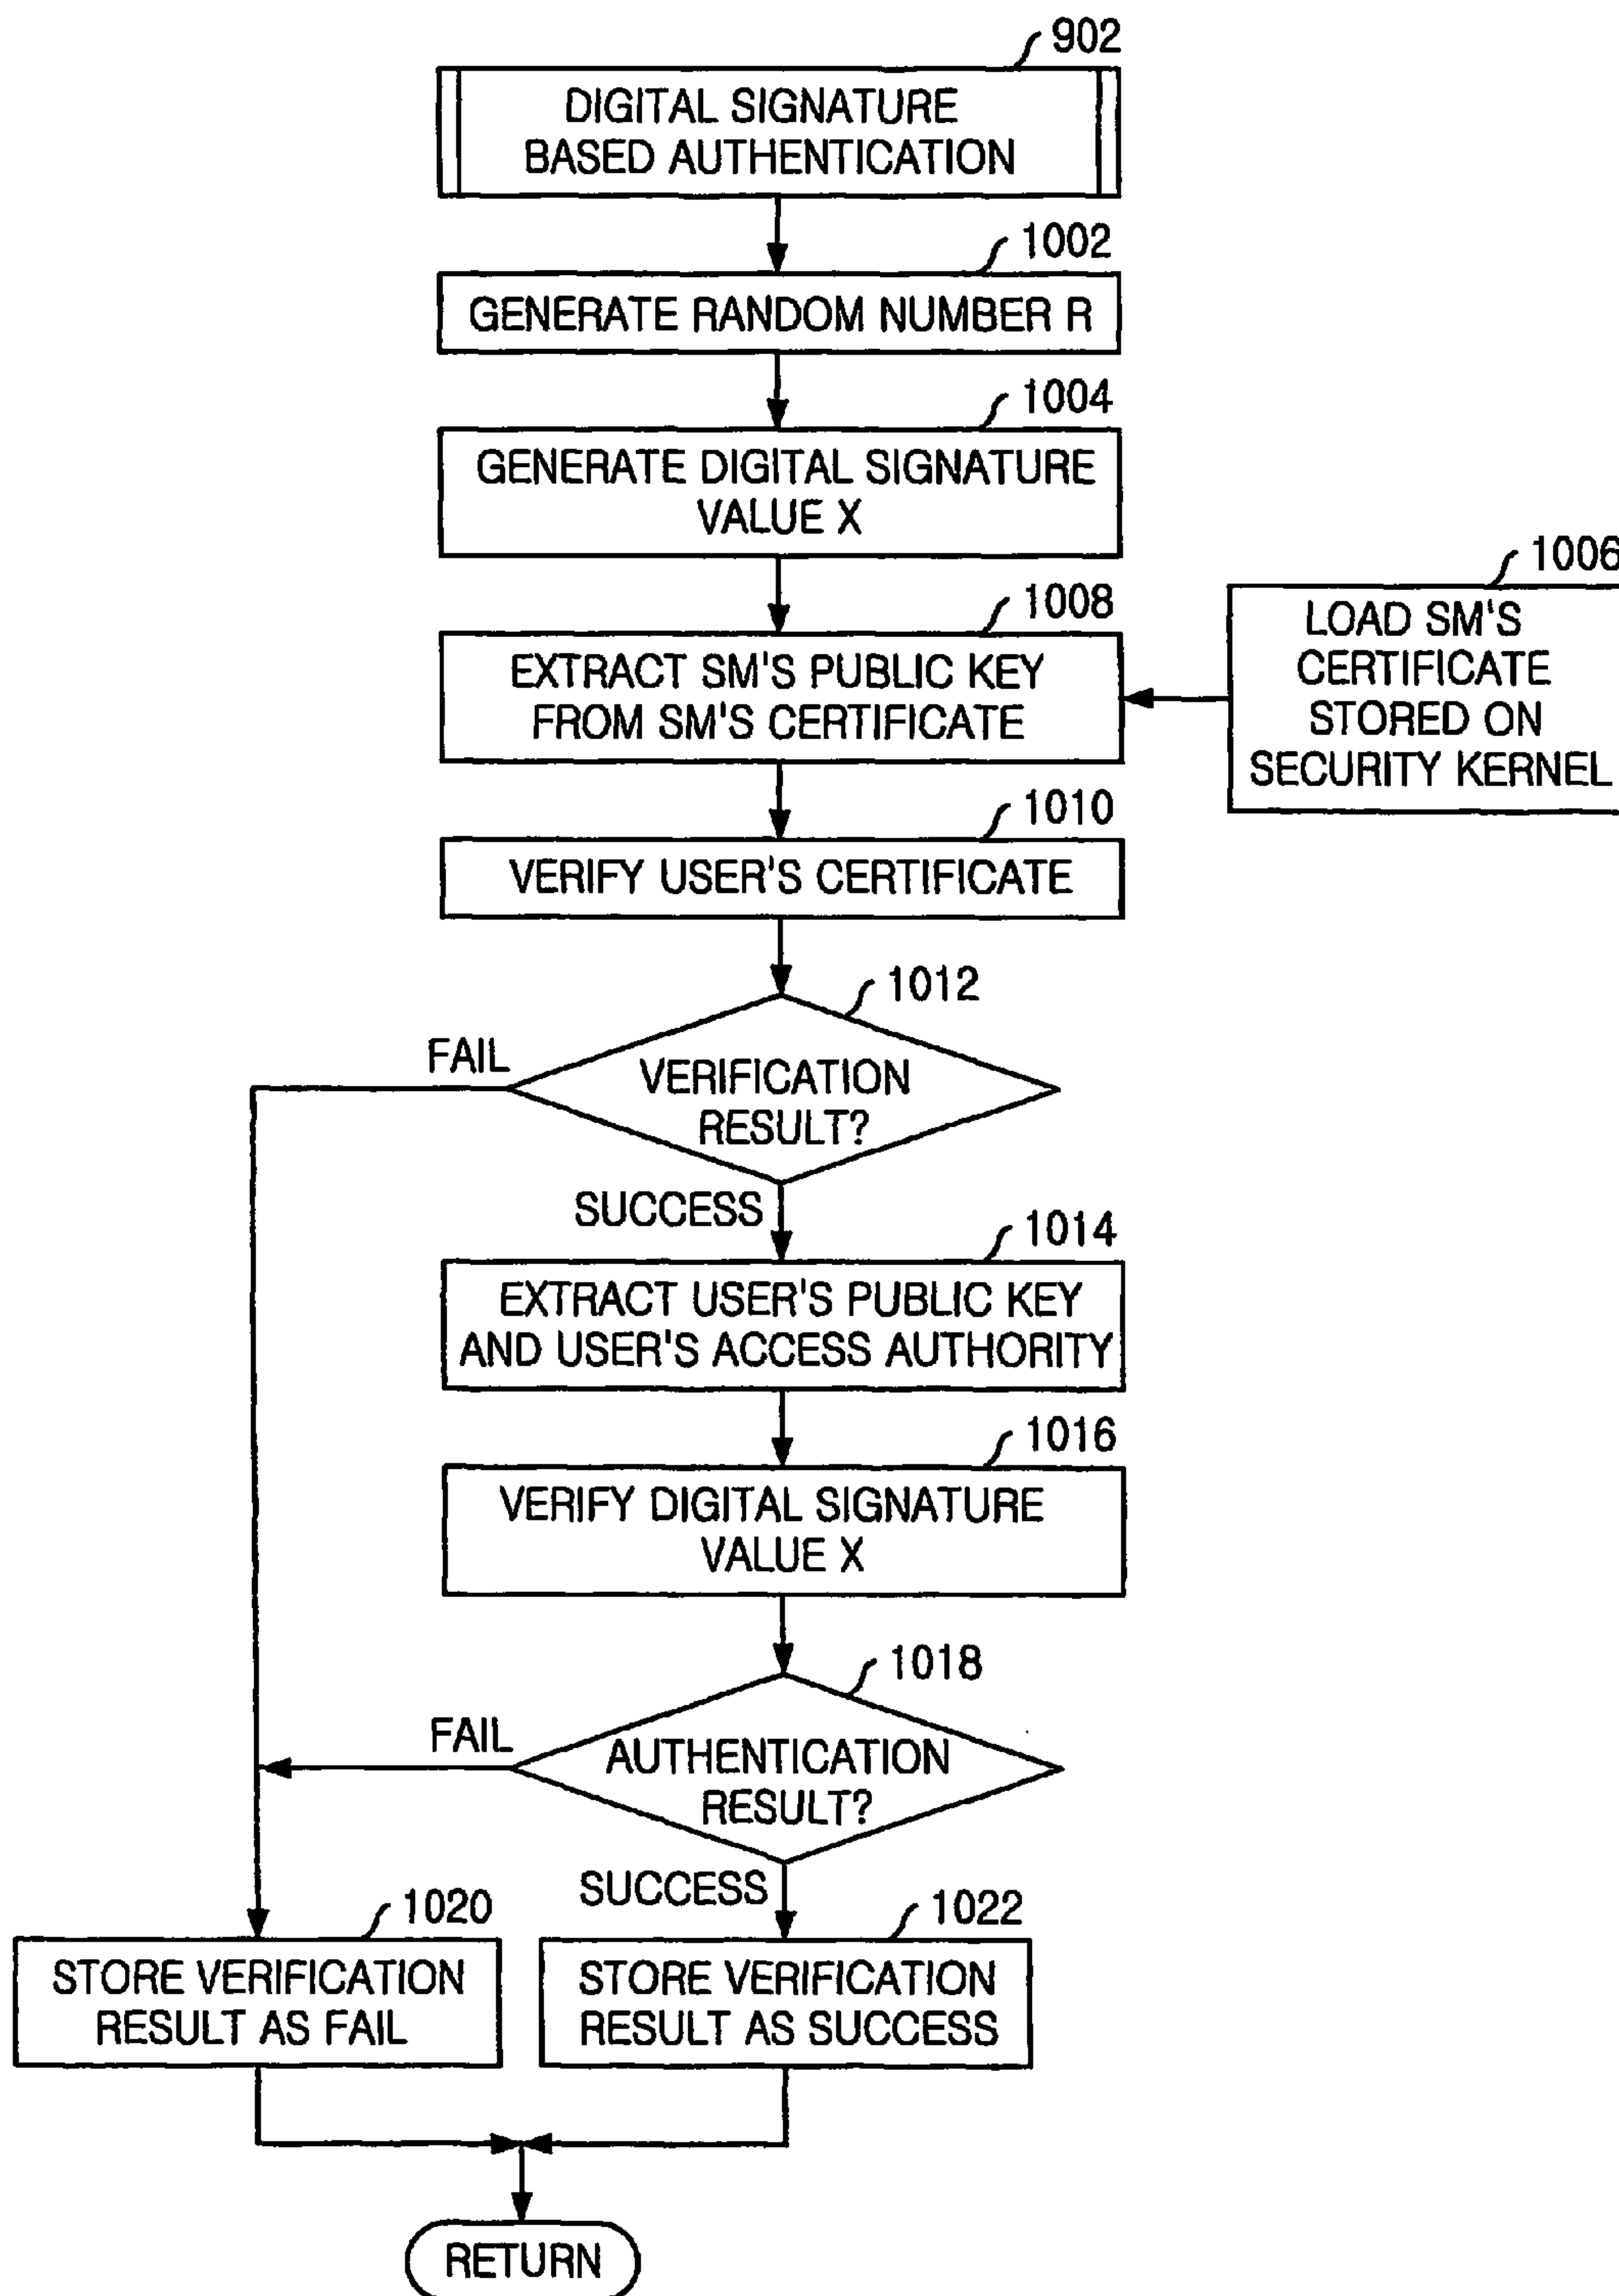 902
DIGITAL SIGNATURE
BASED AUTHENTICATION
1002
GENERATE RANDOM NUMBER R
1004
GENERATE DIGITAL SIGNATURE
VALUE X
1006
LOAD SM'S
CERTIFICATE
STORED ON
SECURITY KERNEL
1008
EXTRACT SM'S PUBLIC KEY
FROM SM'S CERTIFICATE
1010
VERIFY USER'S CERTIFICATE
1012
FAIL
VERIFICATION
RESULT?
SUCCESS
1014
EXTRACT USER'S PUBLIC KEY
AND USER'S ACCESS AUTHORITY
1016
VERIFY DIGITAL SIGNATURE
VALUE X
1018
FAIL
AUTHENTICATION
RESULT?
SUCCESS
1020
STORE VERIFICATION
RESULT AS FAIL
1022
STORE VERIFICATION
RESULT AS SUCCESS
RETURN